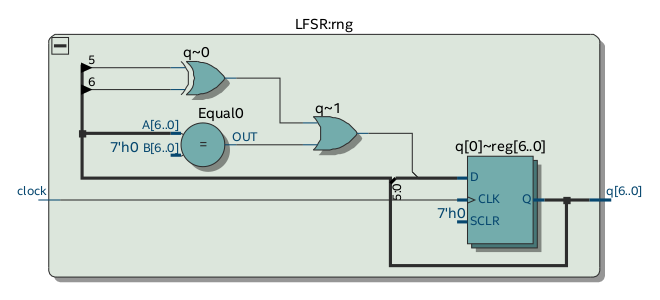 LFSR:rng
q~0
5
6
Equal0
A[6..0]
7'h0 B[6..0]
=
OUT
q~1
q[0]~reg[6..0]
D
5:0
clock
CLK
Q
q[6..0]
7'h0
SCLR